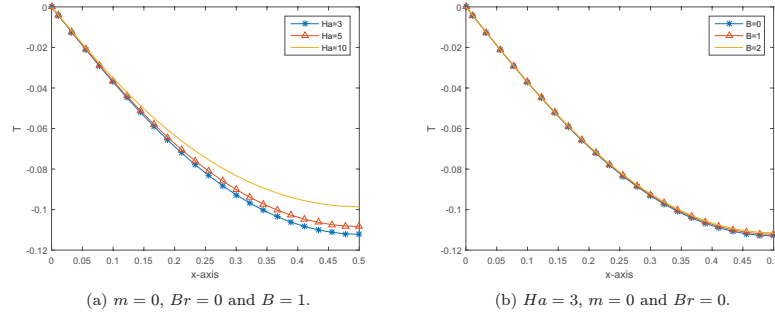 0
-0.02
-0.04
-0.06
-0.08
-0.1
-0.12
T
0 0.05 0.1 0.15 0.2 0.25 0.3 0.35 0.4 0.45 0.5
x-axis
Ha=3
Ha=5
Ha=10
(a) m = 0, Br = 0 and B = 1.
0
-0.02
-0.04
-0.06
-0.08
-0.1
-0.12
T
0 0.05 0.1 0.15 0.2 0.25 0.3 0.35 0.4 0.45 0.5
x-axis
B=0
B=1
B=2
(b) Ha = 3, m = 0 and Br = 0.